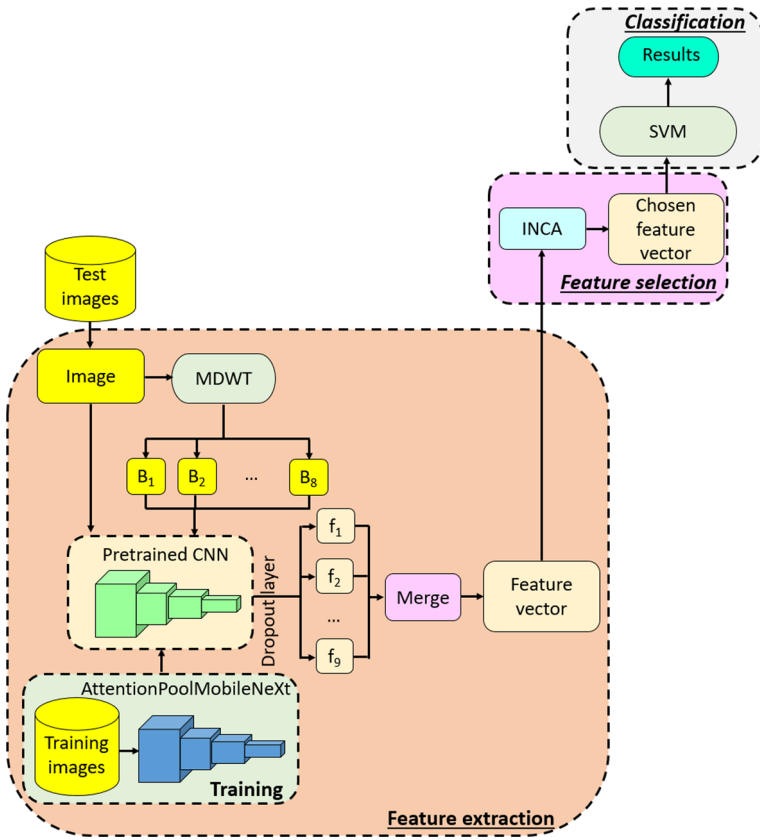 Classification
Results
SVM
INCA
Chosen
feature
vector
Feature selection
Test
images
Image
MDWT
B1
B2
...
B8
Pretrained CNN
Dropout layer
f1
f2
...
f9
Merge
Feature
vector
AttentionPoolMobileNeXt
Training
images
Training
Feature extraction